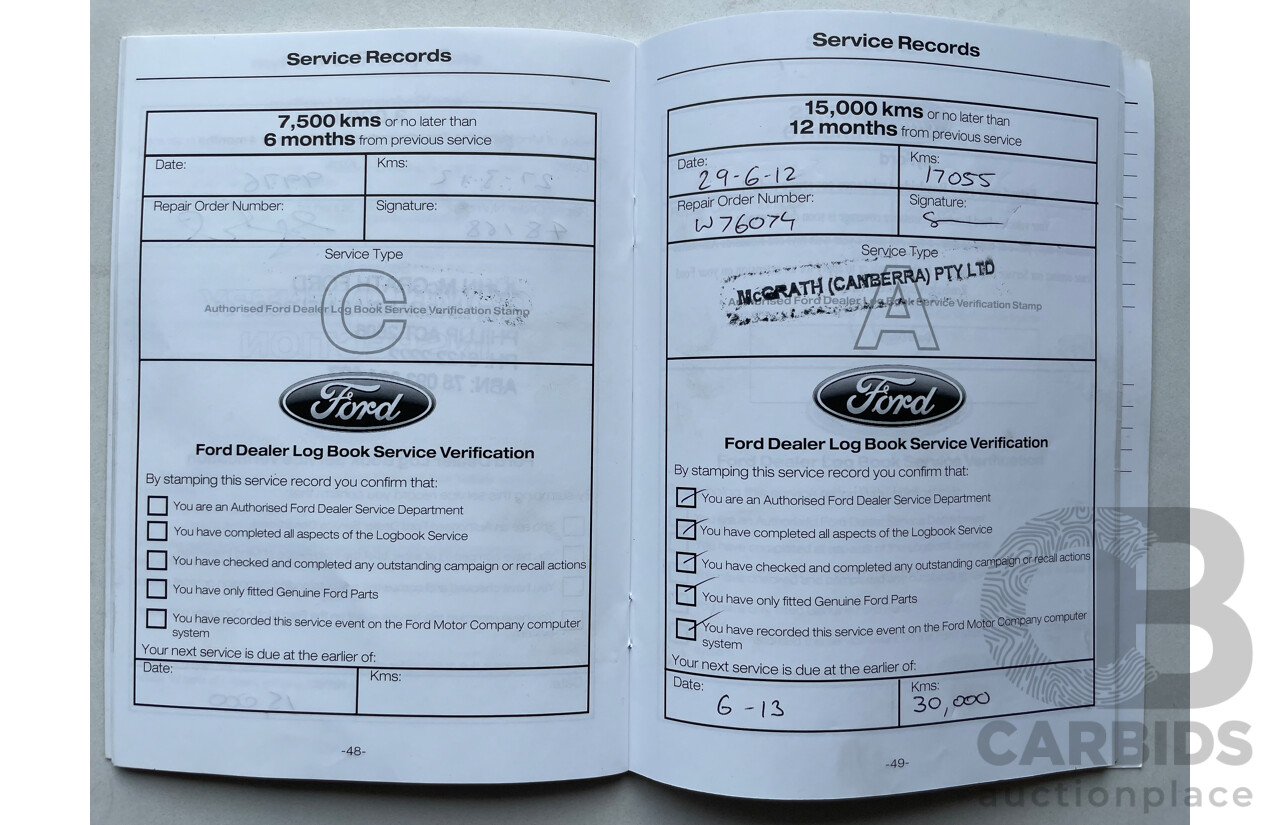 Service Records
7,500 kms or no later than
6 months from previous service
Date:
Kms:
Repair Order Number:
Signature:
Service Type
C
Authorised Ford Dealer Log Book Service Verification Stamp
Ford
Ford Dealer Log Book Service Verification
By stamping this service record you confirm that:
You are an Authorised Ford Dealer Service Department
You have completed all aspects of the Logbook Service
You have checked and completed any outstanding campaign or recall actions
You have only fitted Genuine Ford Parts
You have recorded this service event on the Ford Motor Company computer
system
Your next service is due at the earlier of:
Date:
Kms:
-48-
Service Records
15,000 kms or no later than
12 months from previous service
Date:
29-6-12
Kms:
17055
Repair Order Number:
W76074
Signature:
Service Type
McGRATH (CANBERRA) PTY LTD
A
Authorised Ford Dealer Log Book Service Verification Stamp
Ford
Ford Dealer Log Book Service Verification
By stamping this service record you confirm that:
You are an Authorised Ford Dealer Service Department
You have completed all aspects of the Logbook Service
You have checked and completed any outstanding campaign or recall actions
You have only fitted Genuine Ford Parts
You have recorded this service event on the Ford Motor Company computer
system
Your next service is due at the earlier of:
Date:
6 -13
Kms:
30,000
-49-
CB
CARBIDS
auctionplace